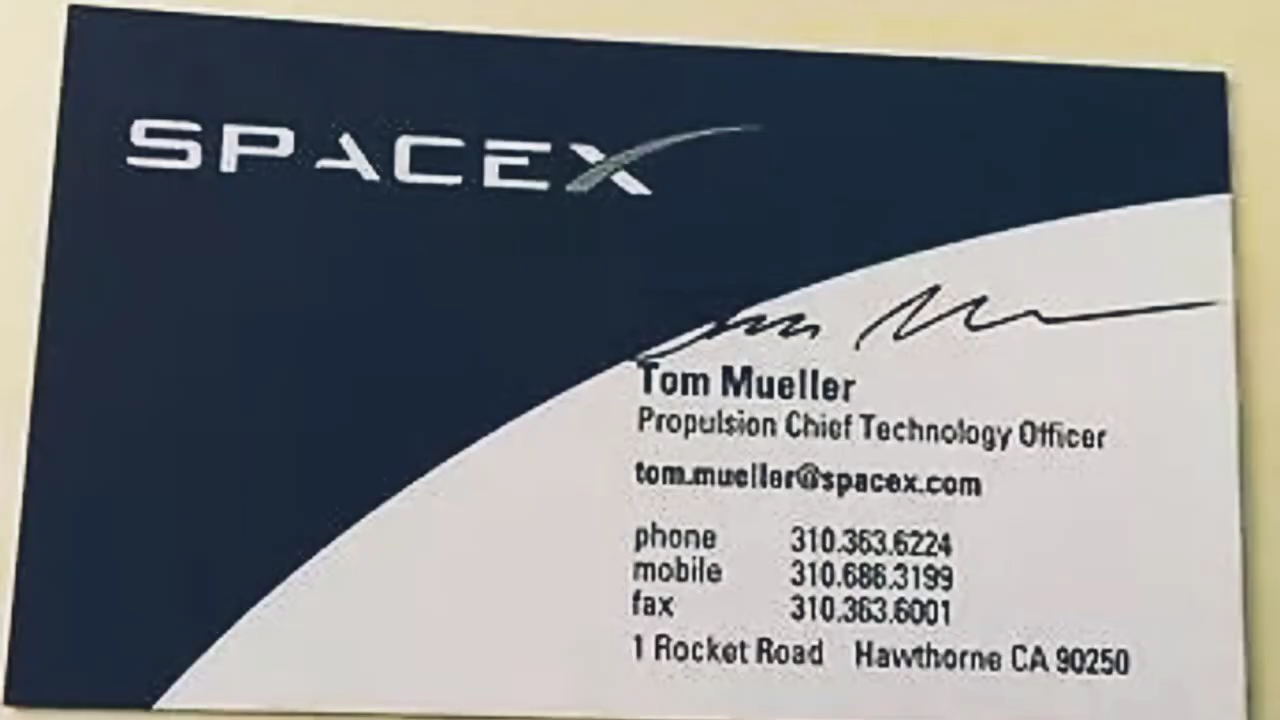 SPACEX
Tom Mueller
Propulsion Chief Technology Officer
tom.mueller@spacex.com
phone 310.363.6224
mobile 310.686.3199
fax 310.363.6001
1 Rocket Road Hawthorne CA 90250